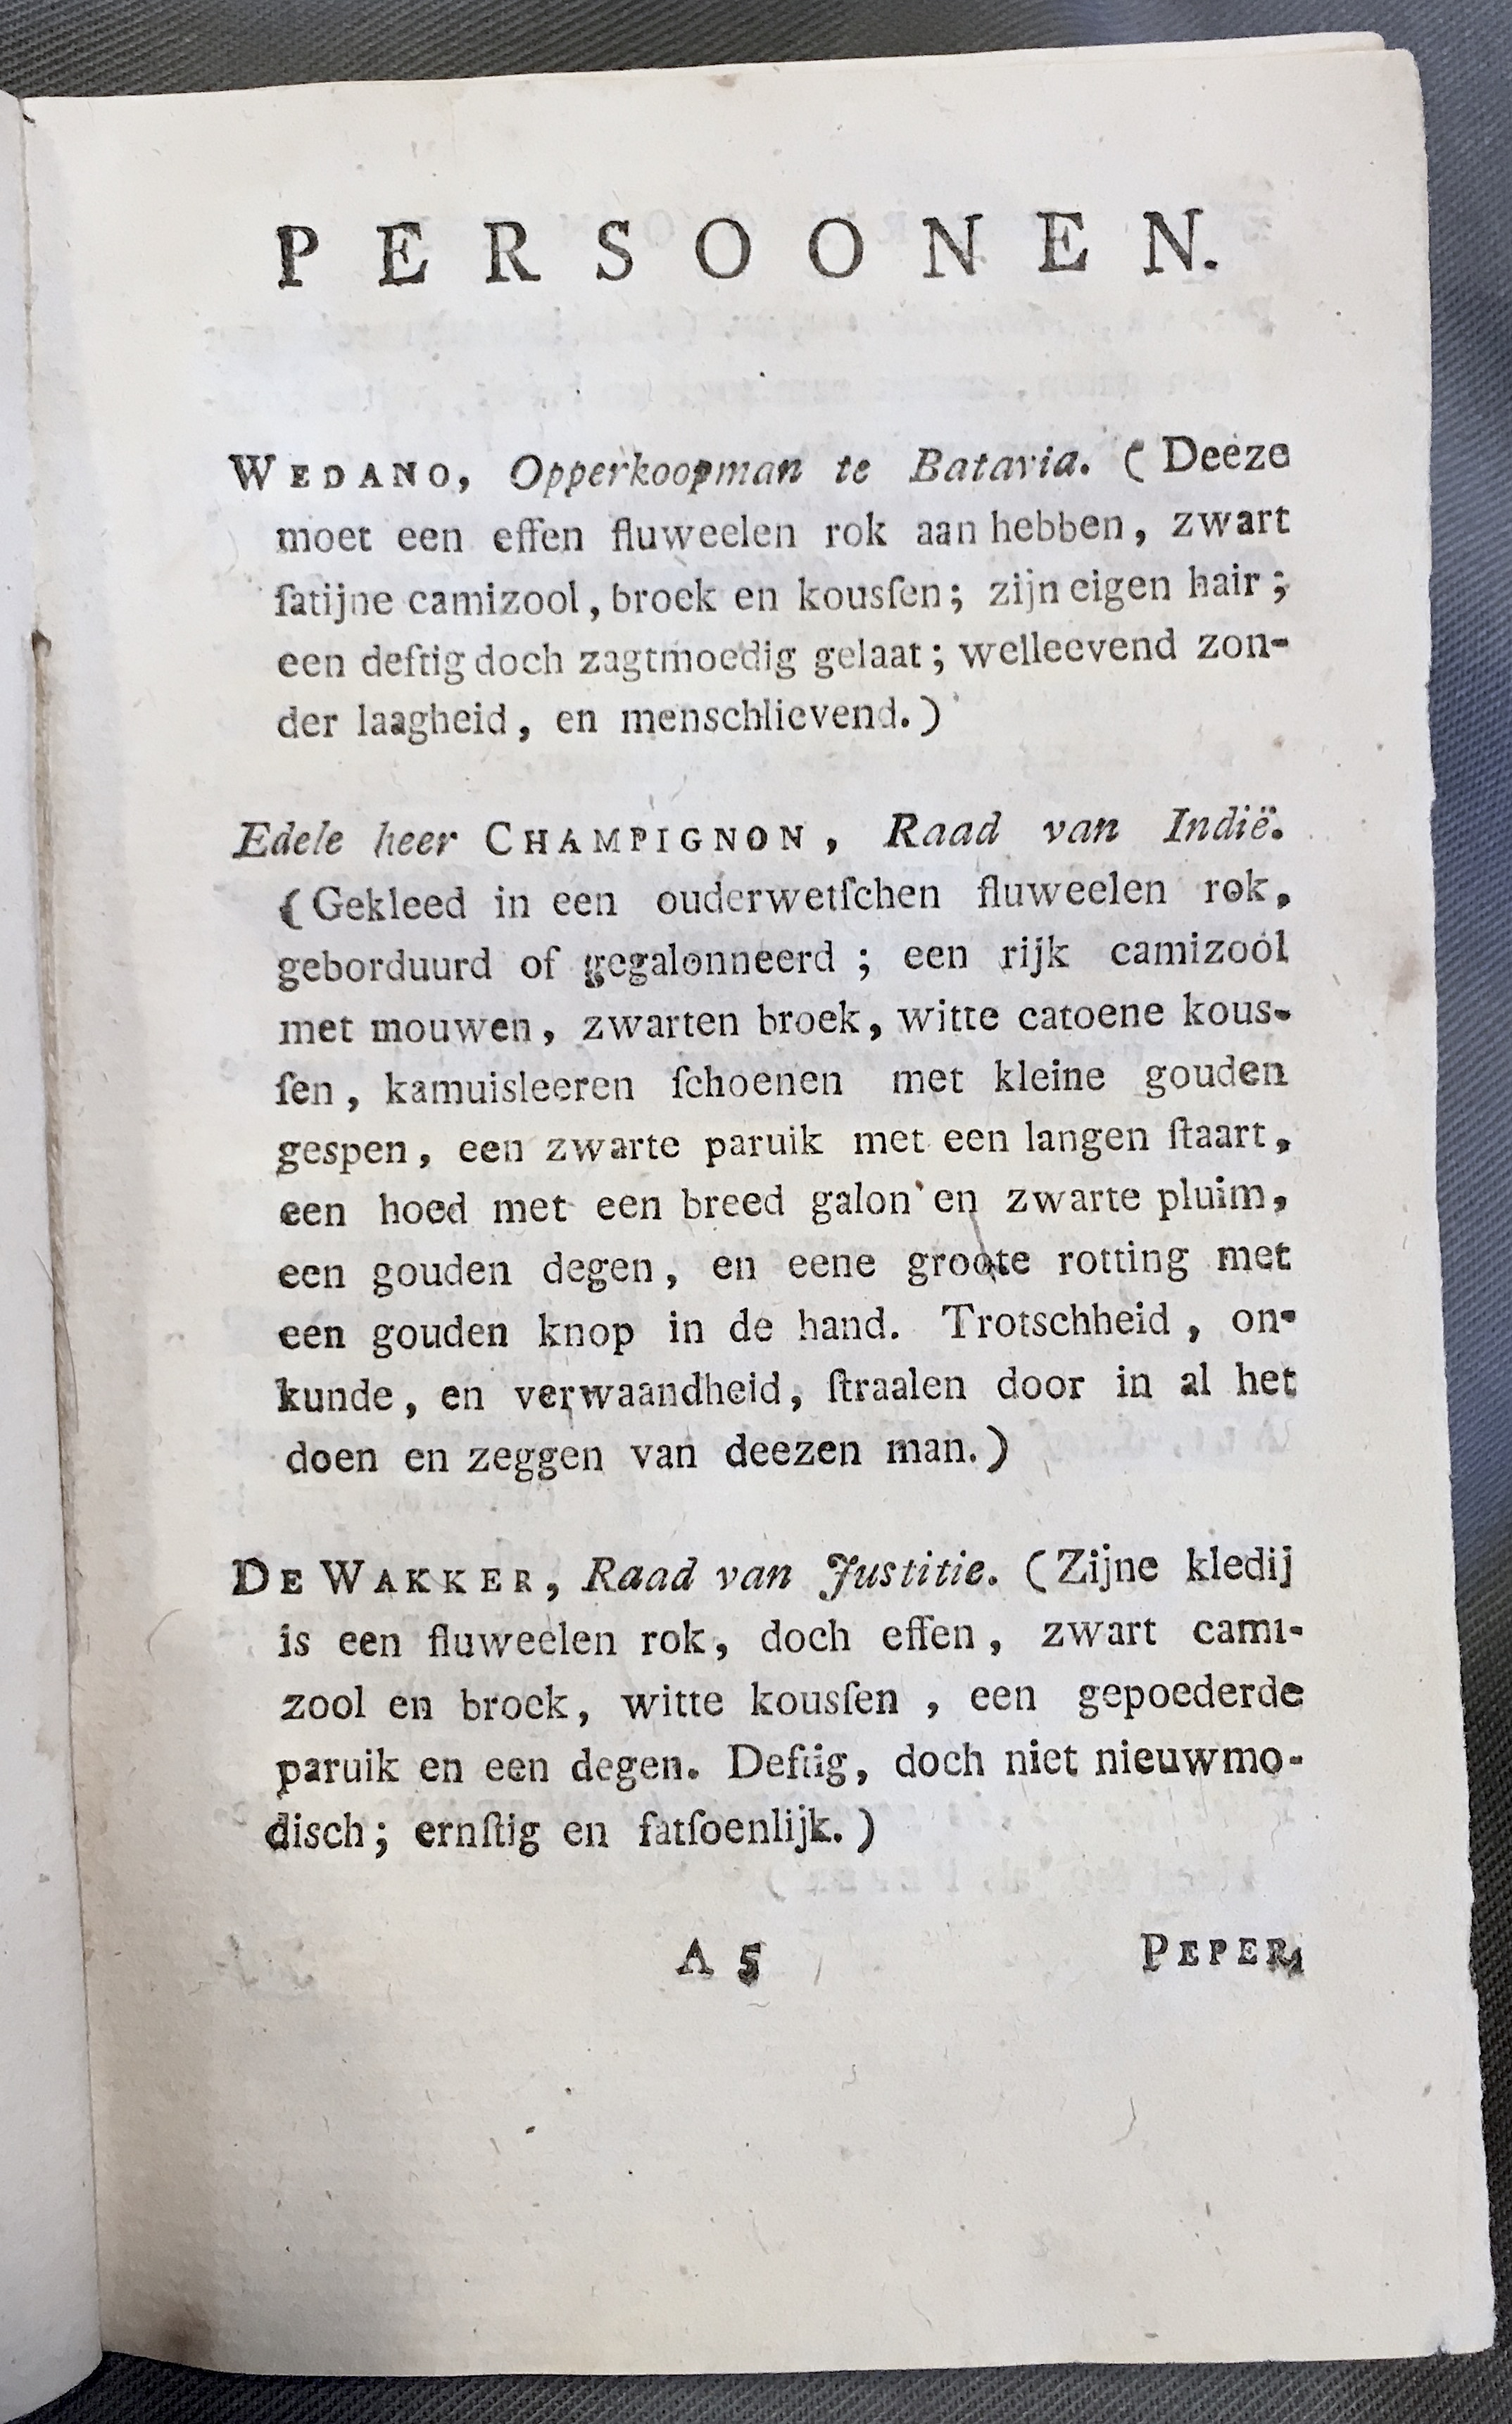 PERSOONEN.
WEDANO, Opperkoopman te Batavia. (Deeze
moet een effen fluweelen rok aan hebben, zwart
ſatijne camizool, broek en kousſen; zijn eigen hair;
een deftig doch zagtmoedig gelaat; welleevend zon-
der laagheid, en menschlievend.)
Edele heer CHAMPIGNON, Raad van Indië.
(Gekleed in een ouderwetſchen fluweelen rok,
geborduurd of gegalonneerd; een rijk camizool
met mouwen, zwarten broek, witte catoene kous-
ſen, kamuisleeren ſchoenen met kleine gouden
gespen, een zwarte paruik met een langen ſtaart,
een hoed met een breed galon en zwarte pluim,
een gouden degen, en eene groote rotting met
een gouden knop in de hand. Trotschheid, on-
kunde, en verwaandheid, ſtraalen door in al het
doen en zeggen van deezen man.)
DE WAKKER, Raad van Justitie. (Zijne kledij
is een fluweelen rok, doch effen, zwart cami-
zool en broek, witte kousſen, een gepoederde
paruik en een degen. Deftig, doch niet nieuwmo-
disch; ernſtig en fatſoenlijk.)
A 5 PEPER,